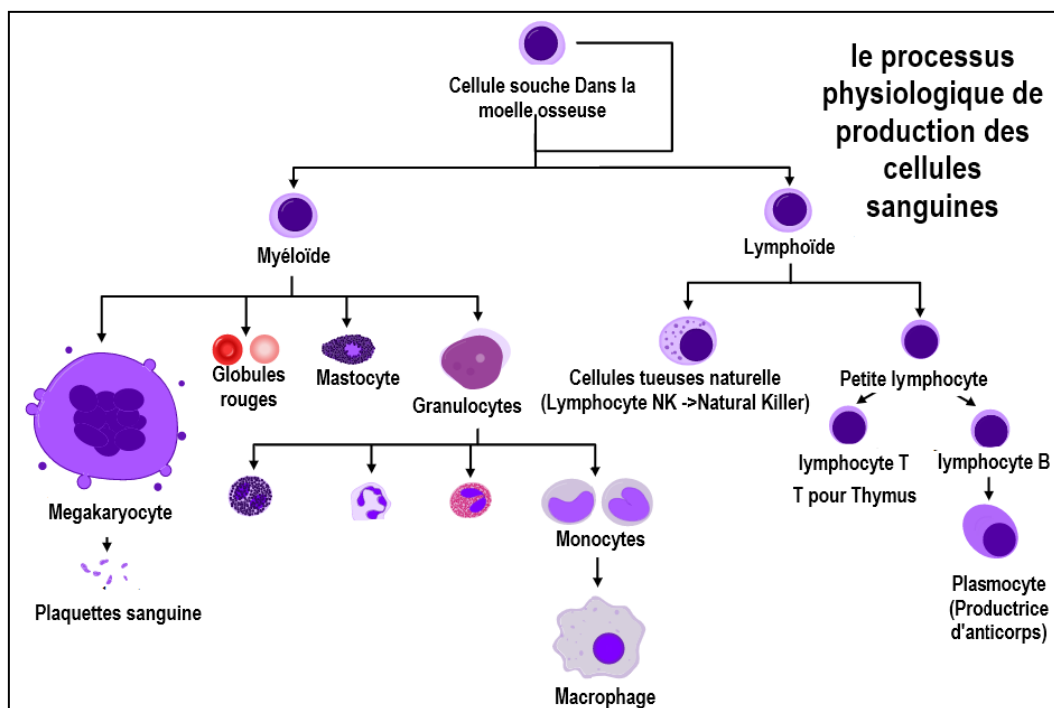 le processus
physiologique de
production des
cellules
sanguines
Cellule souche Dans la
moelle osseuse
Myéloïde
Lymphoïde
Globules
rouges
Mastocyte
Granulocytes
Cellules tueuses naturelle
(Lymphocyte NK ->Natural Killer)
Petite lymphocyte
lymphocyte T
T pour Thymus
lymphocyte B
Megakaryocyte
Monocytes
Plaquettes sanguine
Plasmocyte
(Productrice
d'anticorps)
Macrophage